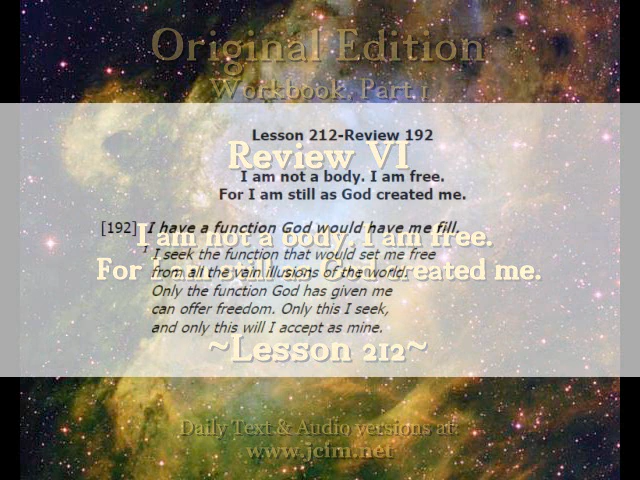 Original Edition
Workbook, Part I
Lesson 212-Review 192
Review VI
I am not a body. I am free.
For I am still as God created me.
[192] I have a function God would have me fill.
I am not a body. I am free.
1 I seek the function that would set me free
For I am still as God created me.
from all the vain illusions of the world.
Only the function God has given me
can offer freedom. Only this I seek,
and only this will I accept as mine.
~Lesson 212~
Daily Text & Audio versions at:
www.jcim.net